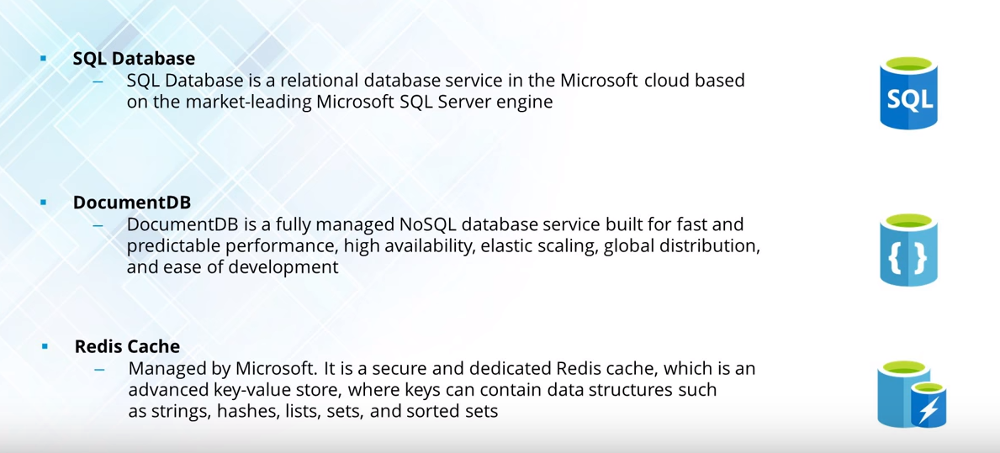 SQL Database
– SQL Database is a relational database service in the Microsoft cloud based
on the market-leading Microsoft SQL Server engine
SQL
DocumentDB
– DocumentDB is a fully managed NoSQL database service built for fast and
predictable performance, high availability, elastic scaling, global distribution,
and ease of development
{ }
Redis Cache
– Managed by Microsoft. It is a secure and dedicated Redis cache, which is an
advanced key-value store, where keys can contain data structures such
as strings, hashes, lists, sets, and sorted sets